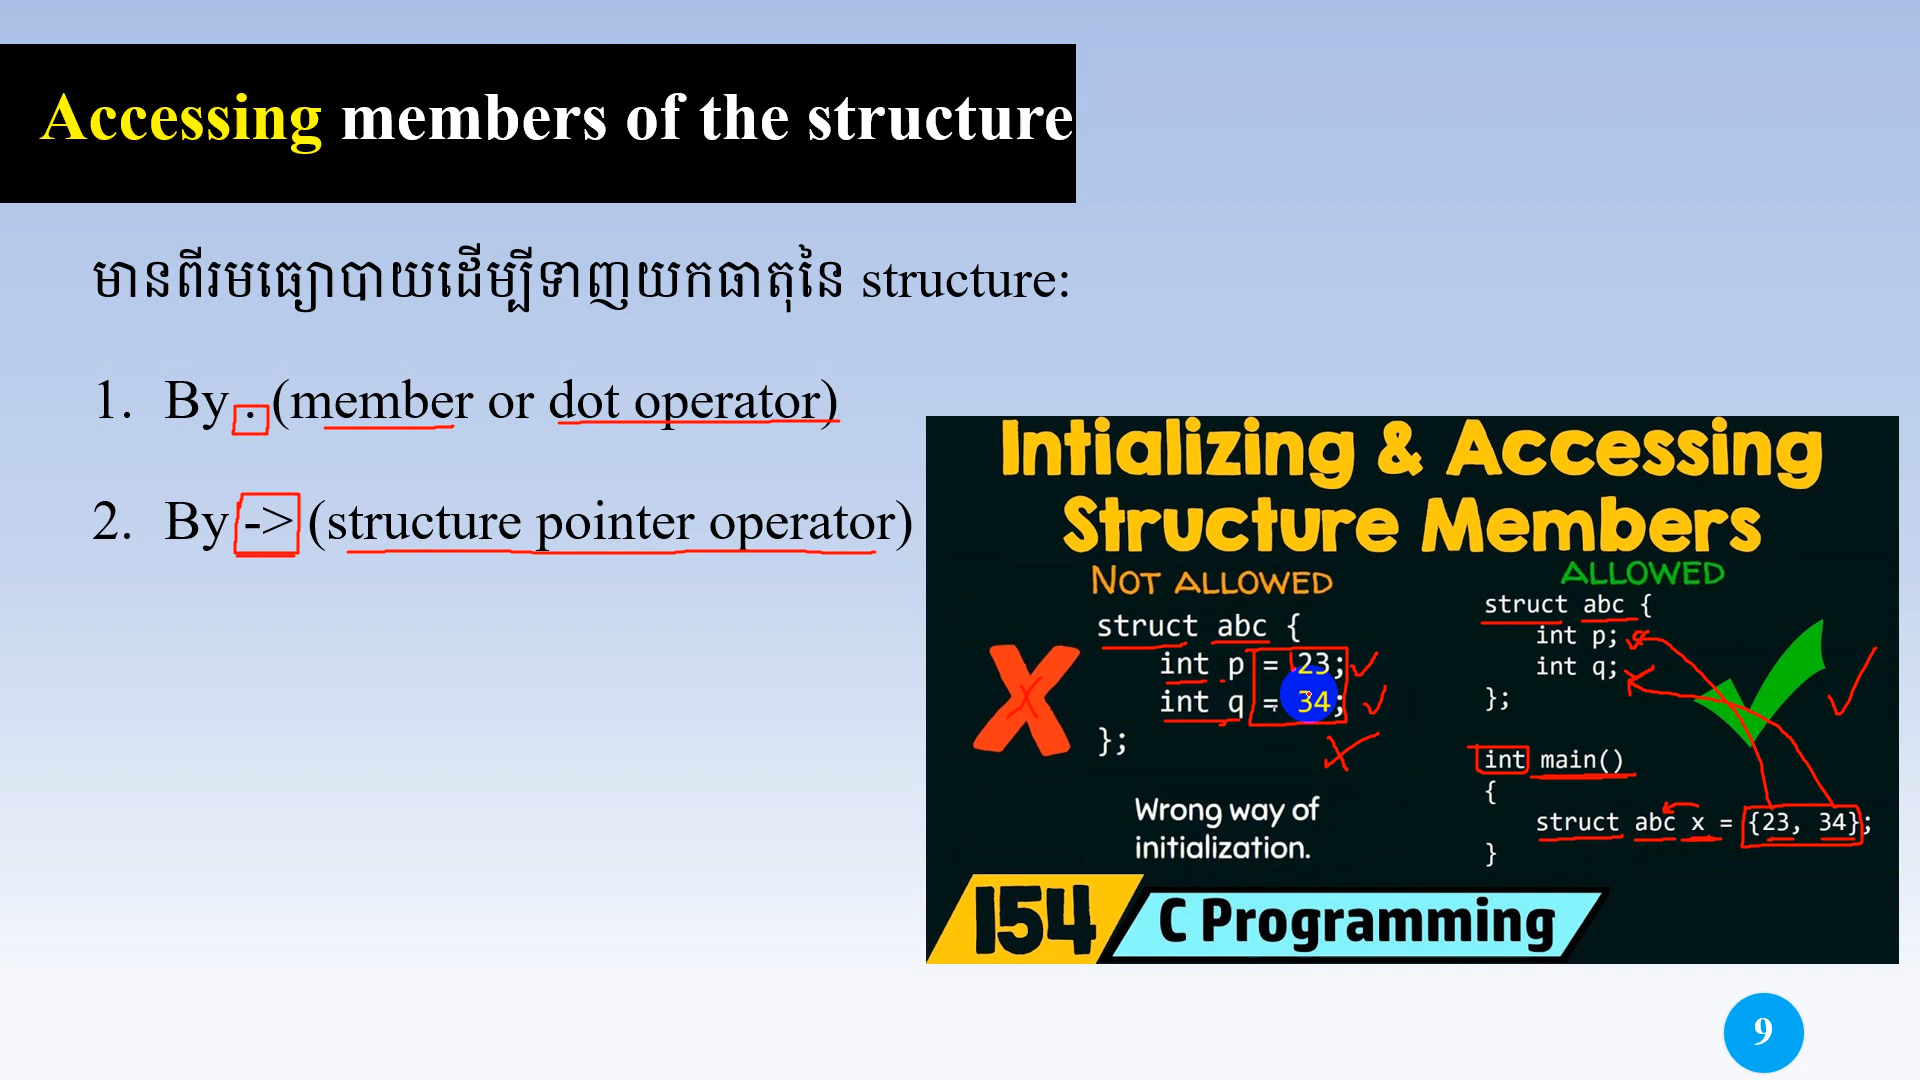 Accessing members of the structure
មានពីរមធ្យោបាយដើម្បីទាញយកធាតុនៃ structure:
1. By . (member or dot operator)
2. By -> (structure pointer operator)
Intializing & Accessing
Structure Members
NOT ALLOWED
struct abc {
int p = 23;
int q = 34;
};
Wrong way of
initialization.
ALLOWED
struct abc {
int p;
int q;
};
int main()
{
struct abc x = {23, 34};
}
154
C Programming
9